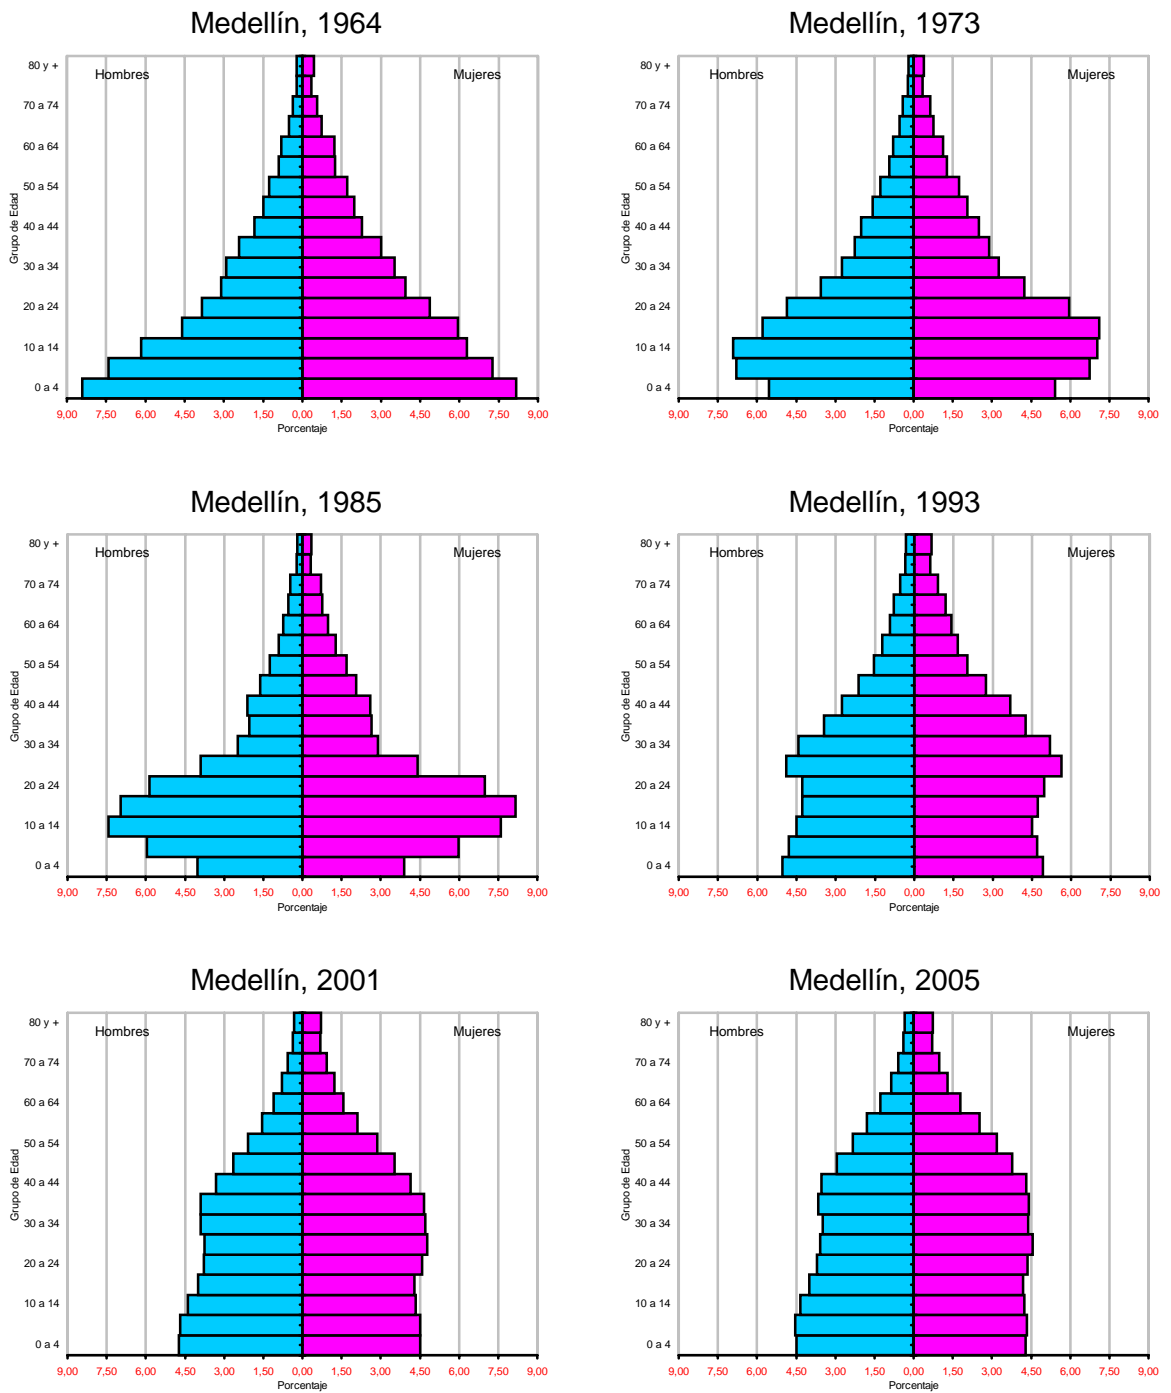 Medellín, 1964
Hombres
Mujeres
80 y +
70 a 74
60 a 64
50 a 54
40 a 44
30 a 34
20 a 24
10 a 14
0 a 4
Grupo de Edad
9,00 7,50 6,00 4,50 3,00 1,50 0,00 1,50 3,00 4,50 6,00 7,50 9,00
Porcentaje
Medellín, 1973
Hombres
Mujeres
80 y +
70 a 74
60 a 64
50 a 54
40 a 44
30 a 34
20 a 24
10 a 14
0 a 4
Grupo de Edad
9,00 7,50 6,00 4,50 3,00 1,50 0,00 1,50 3,00 4,50 6,00 7,50 9,00
Porcentaje
Medellín, 1985
Hombres
Mujeres
80 y +
70 a 74
60 a 64
50 a 54
40 a 44
30 a 34
20 a 24
10 a 14
0 a 4
Grupo de Edad
9,00 7,50 6,00 4,50 3,00 1,50 0,00 1,50 3,00 4,50 6,00 7,50 9,00
Porcentaje
Medellín, 1993
Hombres
Mujeres
80 y +
70 a 74
60 a 64
50 a 54
40 a 44
30 a 34
20 a 24
10 a 14
0 a 4
Grupo de Edad
9,00 7,50 6,00 4,50 3,00 1,50 0,00 1,50 3,00 4,50 6,00 7,50 9,00
Porcentaje
Medellín, 2001
Hombres
Mujeres
80 y +
70 a 74
60 a 64
50 a 54
40 a 44
30 a 34
20 a 24
10 a 14
0 a 4
Grupo de Edad
9,00 7,50 6,00 4,50 3,00 1,50 0,00 1,50 3,00 4,50 6,00 7,50 9,00
Porcentaje
Medellín, 2005
Hombres
Mujeres
80 y +
70 a 74
60 a 64
50 a 54
40 a 44
30 a 34
20 a 24
10 a 14
0 a 4
Grupo de Edad
9,00 7,50 6,00 4,50 3,00 1,50 0,00 1,50 3,00 4,50 6,00 7,50 9,00
Porcentaje